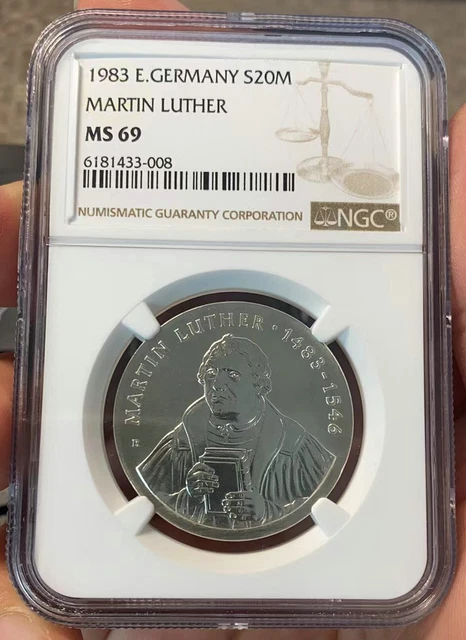 1983 E.GERMANY S20M
MARTIN LUTHER
MS 69
6181433-008
NUMISMATIC GUARANTY CORPORATION
NGC®
MARTIN LUTHER · 1483-1546